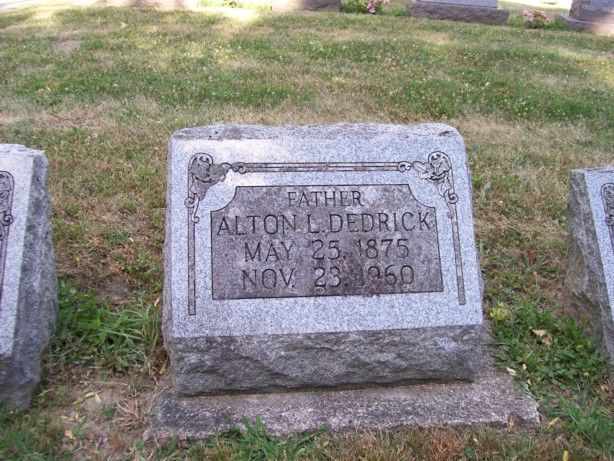 FATHER
ALTON L. DEDRICK
MAY 25, 1875
NOV. 23, 1960